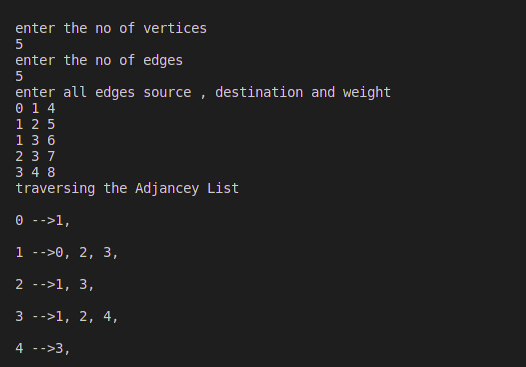 enter the no of vertices
5
enter the no of edges
5
enter all edges source , destination and weight
0 1 4
1 2 5
1 3 6
2 3 7
3 4 8
traversing the Adjancey List
0 -->1,
1 -->0, 2, 3,
2 -->1, 3,
3 -->1, 2, 4,
4 -->3,